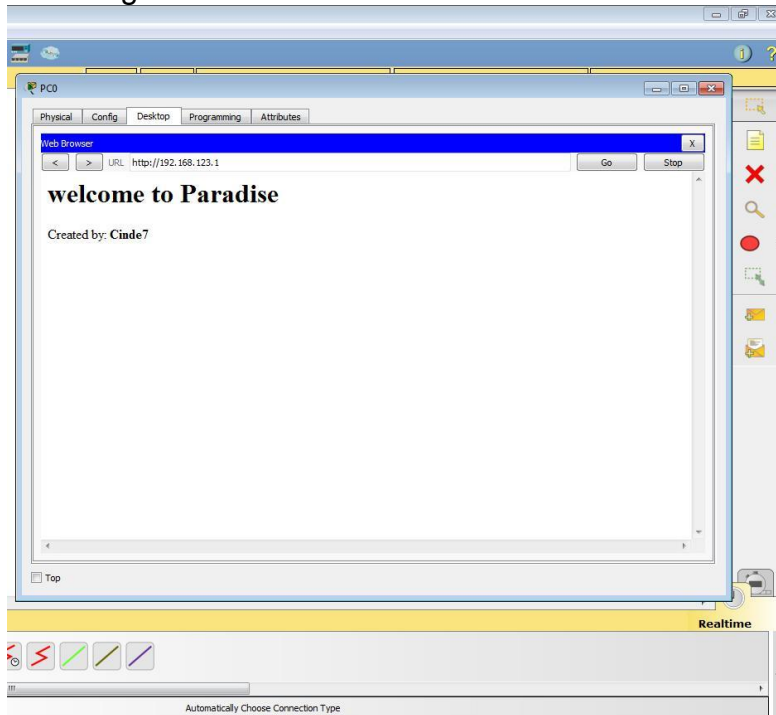 PC0
Physical Config Desktop Programming Attributes
Web Browser X
< > URL http://192.168.123.1 Go Stop
welcome to Paradise
Created by: Cinde7
Top
Realtime
Automatically Choose Connection Type